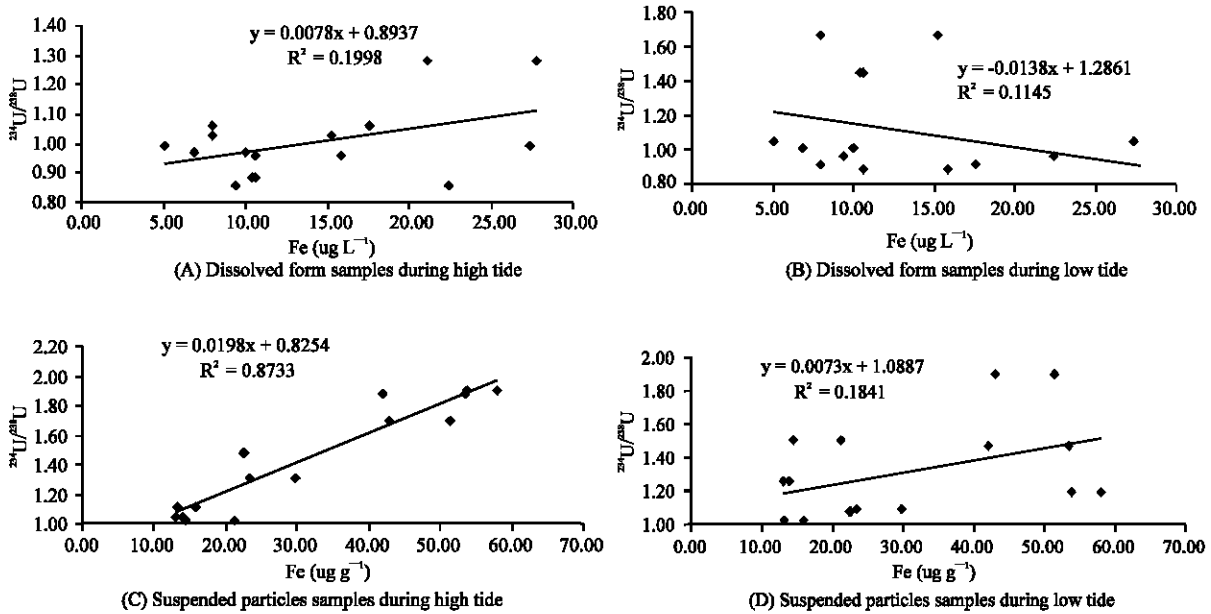 y = 0.0078x + 0.8937
R² = 0.1998
²³⁴U/²³⁸U
1.40
1.30
1.20
1.10
1.00
0.90
0.80
0.00 5.00 10.00 15.00 20.00 25.00 30.00
Fe (ug L⁻¹)
(A) Dissolved form samples during high tide
y = -0.0138x + 1.2861
R² = 0.1145
²³⁴U/²³⁸U
1.80
1.60
1.40
1.20
1.00
0.80
0.00 5.00 10.00 15.00 20.00 25.00 30.00
Fe (ug L⁻¹)
(B) Dissolved form samples during low tide
y = 0.0198x + 0.8254
R² = 0.8733
²³⁴U/²³⁸U
2.20
2.00
1.80
1.60
1.40
1.20
1.00
0.00 10.00 20.00 30.00 40.00 50.00 60.00 70.00
Fe (ug g⁻¹)
(C) Suspended particles samples during high tide
y = 0.0073x + 1.0887
R² = 0.1841
²³⁴U/²³⁸U
2.00
1.80
1.60
1.40
1.20
1.00
0.00 10.00 20.00 30.00 40.00 50.00 60.00 70.00
Fe (ug g⁻¹)
(D) Suspended particles samples during low tide